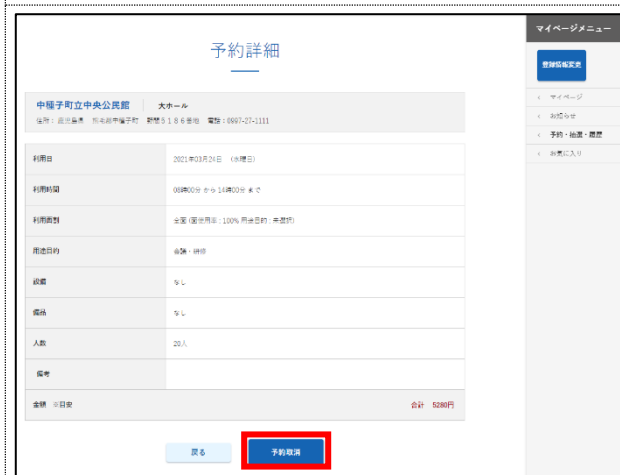 予約詳細
中種子町立中央公民館 大ホール
住所：鹿児島県 熊毛郡中種子町 野間５１８６番地 電話：0997-27-1111
利用日 2021年03月24日 （水曜日）
利用時間 08時00分 から 14時00分 まで
利用面割 全面（面使用率：100% 用途目的：未選択）
用途目的 会議・研修
設備 なし
備品 なし
人数 20人
備考
金額 ※目安 合計 5280円
戻る 予約取消
マイページメニュー
登録情報変更
＜ マイページ
＜ お知らせ
＜ 予約・抽選・履歴
＜ お気に入り